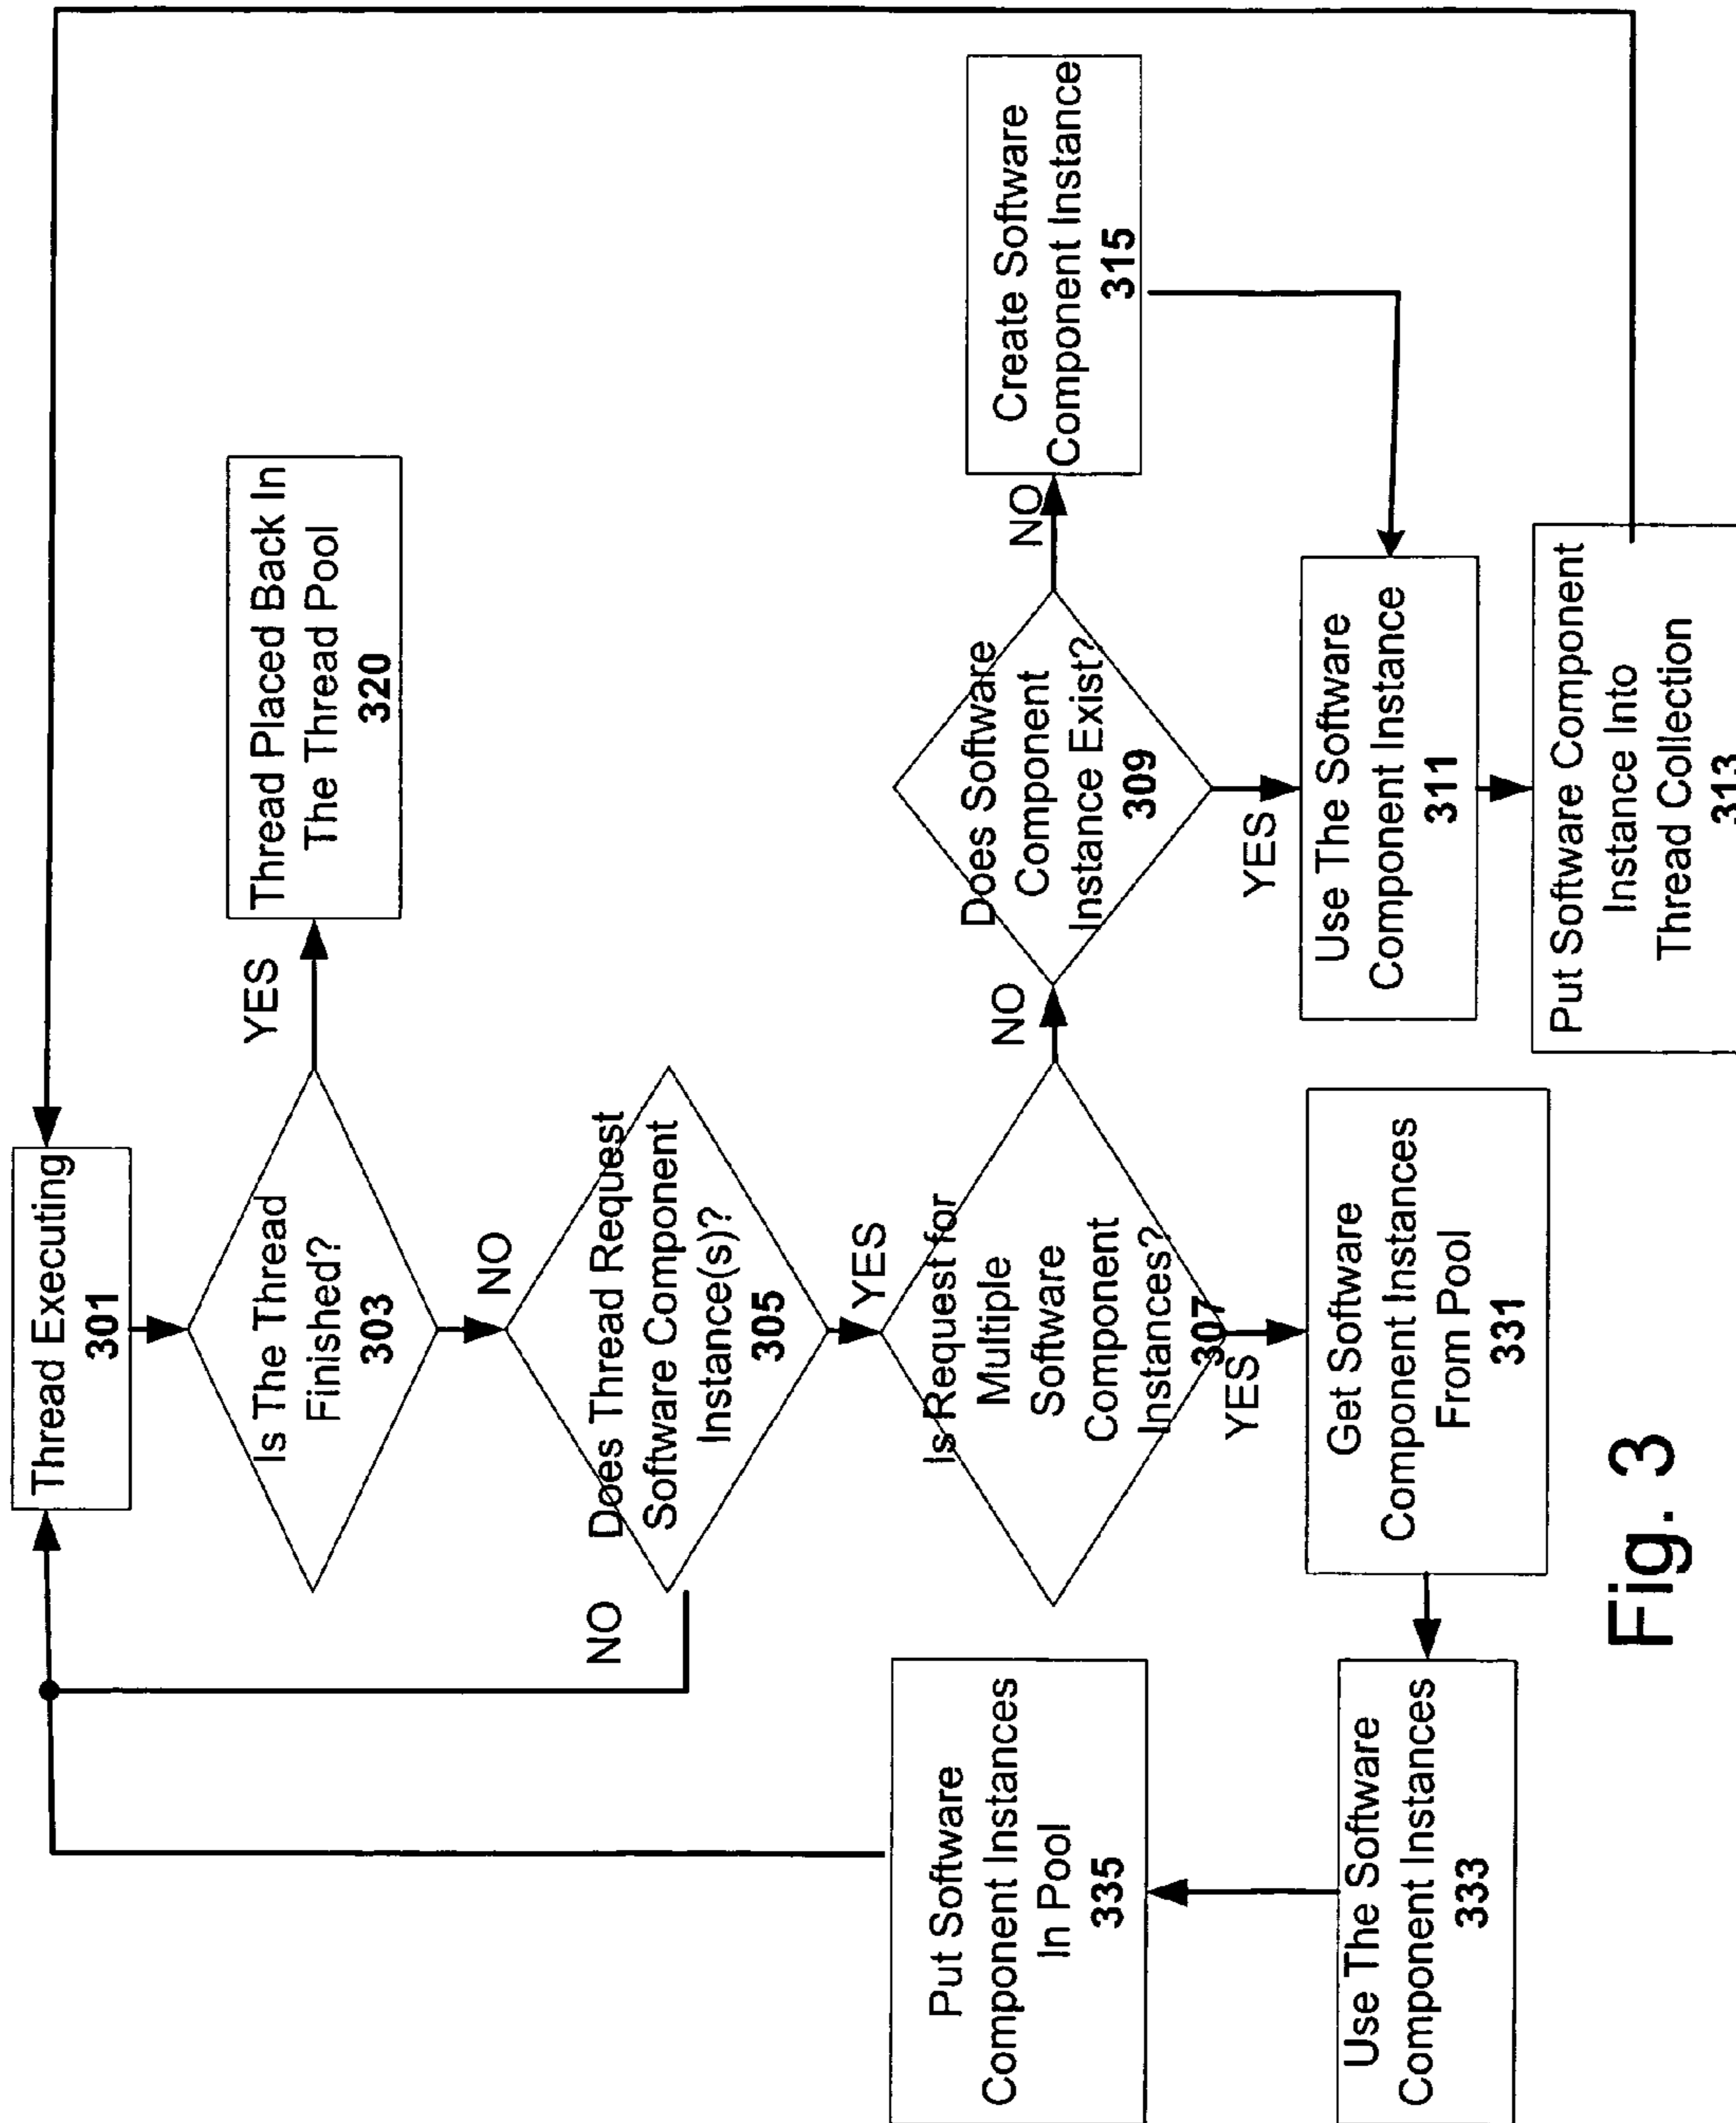 Thread Executing
301
Is The Thread
Finished?
303
YES
Thread Placed Back In
The Thread Pool
320
NO
Does Thread Request
Software Component
Instance(s)?
305
NO
YES
Is Request for
Multiple
Software
Component
Instances?
307
NO
Does Software
Component
Instance Exist?
309
NO
Create Software
Component Instance
315
YES
Use The Software
Component Instance
311
Put Software Component
Instance Into
Thread Collection
313
YES
Get Software
Component Instances
From Pool
331
Use The Software
Component Instances
333
Put Software
Component Instances
In Pool
335
Fig. 3